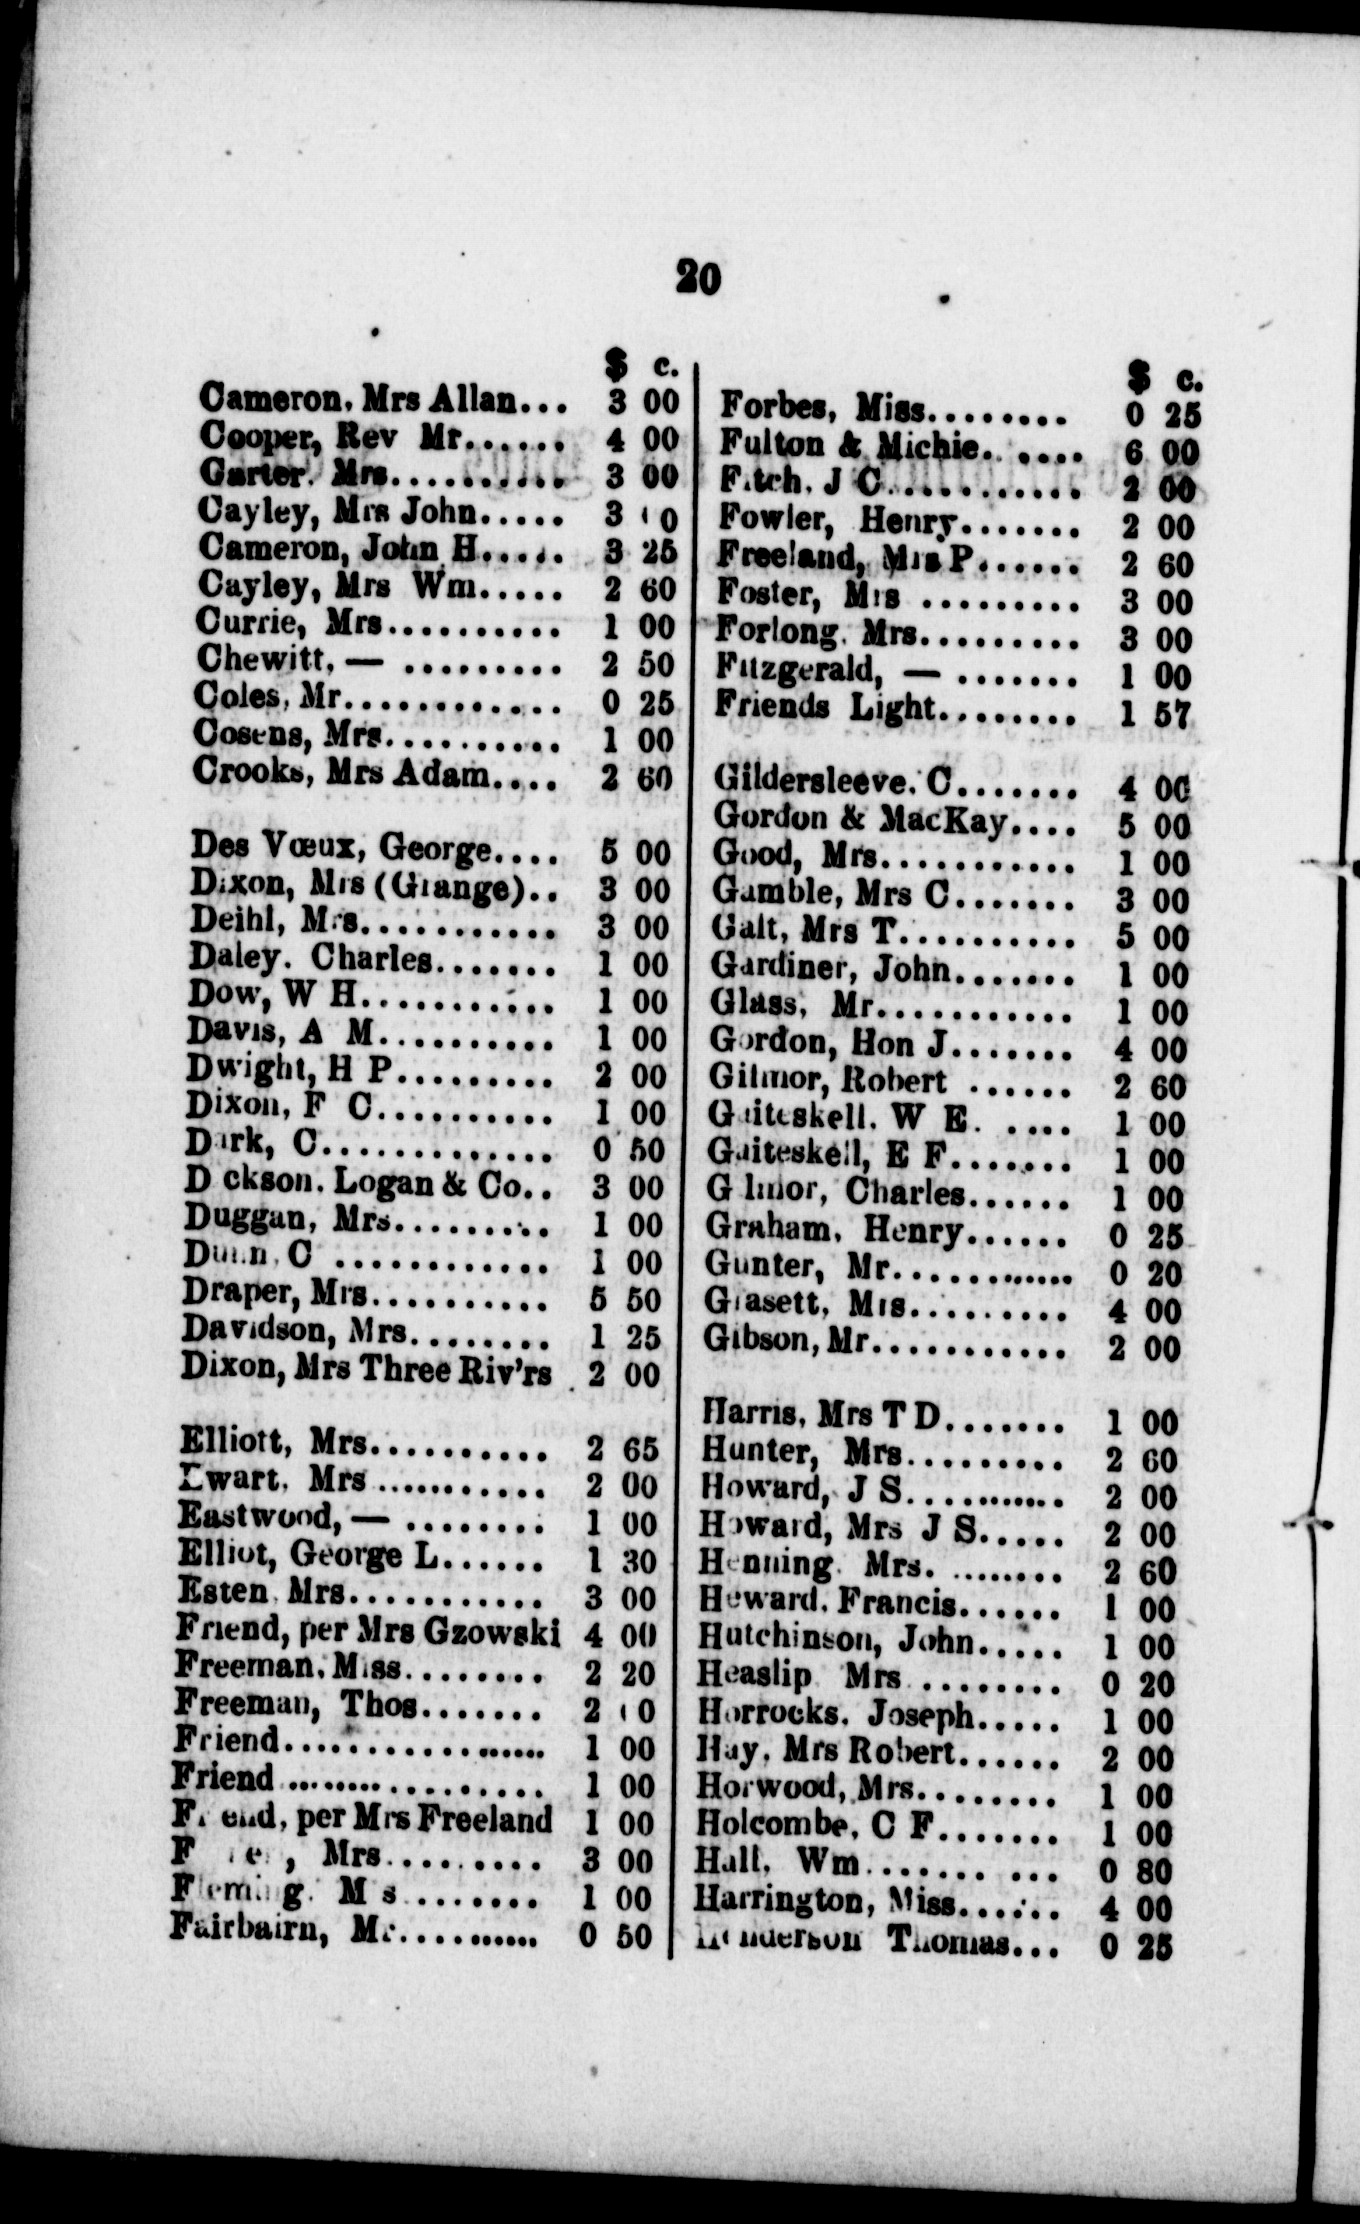 20
$ c.
Cameron, Mrs Allan... 3 00
Cooper, Rev Mr...... 4 00
Carter, Mrs.......... 3 00
Cayley, Mrs John..... 3 00
Cameron, John H..... 3 25
Cayley, Mrs Wm..... 2 60
Currie, Mrs.......... 1 00
Chewitt, — ......... 2 50
Coles, Mr............ 0 25
Cosens, Mrs.......... 1 00
Crooks, Mrs Adam.... 2 60
Des Vœux, George.... 5 00
Dixon, Mrs (Grange).. 3 00
Deihl, Mrs........... 3 00
Daley, Charles....... 1 00
Dow, W H........... 1 00
Davis, A M.......... 1 00
Dwight, H P......... 2 00
Dixon, F C.......... 1 00
Dark, C............. 0 50
Dickson, Logan & Co.. 3 00
Duggan, Mrs......... 1 00
Dunn, C ............ 1 00
Draper, Mrs.......... 5 50
Davidson, Mrs........ 1 25
Dixon, Mrs Three Riv'rs 2 00
Elliott, Mrs.......... 2 65
Ewart, Mrs ........... 2 00
Eastwood, — ........ 1 00
Elliot, George L...... 1 30
Esten, Mrs........... 3 00
Friend, per Mrs Gzowski 4 00
Freeman, Miss........ 2 20
Freeman, Thos....... 2 00
Friend................. 1 00
Friend ................. 1 00
Friend, per Mrs Freeland 1 00
Mrs.......... 3 00
Fleming, M s........ 1 00
Fairbairn, Mr.......... 0 50
$ c.
Forbes, Miss........ 0 25
Fulton & Michie...... 6 00
Fitch, J C............ 2 00
Fowler, Henry....... 2 00
Freeland, Mrs P...... 2 60
Foster, Mrs ......... 3 00
Forlong, Mrs......... 3 00
Fitzgerald, — ....... 1 00
Friends Light........ 1 57
Gildersleeve, C....... 4 00
Gordon & MacKay.... 5 00
Good, Mrs........... 1 00
Gamble, Mrs C....... 3 00
Galt, Mrs T.......... 5 00
Gardiner, John....... 1 00
Glass, Mr............ 1 00
Gordon, Hon J....... 4 00
Gilmor, Robert ...... 2 60
Gaiteskell, W E. .... 1 00
Gaiteskell, E F....... 1 00
Gilmor, Charles...... 1 00
Graham, Henry...... 0 25
Gunter, Mr............ 0 20
Grasett, Mrs......... 4 00
Gibson, Mr........... 2 00
Harris, Mrs T D....... 1 00
Hunter, Mrs......... 2 60
Howard, J S........... 2 00
Howard, Mrs J S..... 2 00
Henning, Mrs. ........ 2 60
Heward, Francis...... 1 00
Hutchinson, John..... 1 00
Heaslip Mrs ......... 0 20
Horrocks, Joseph..... 1 00
Hay, Mrs Robert...... 2 00
Horwood, Mrs........ 1 00
Holcombe, C F....... 1 00
Hall, Wm.......... 0 80
Harrington, Miss...... 4 00
Henderson Thomas... 0 25